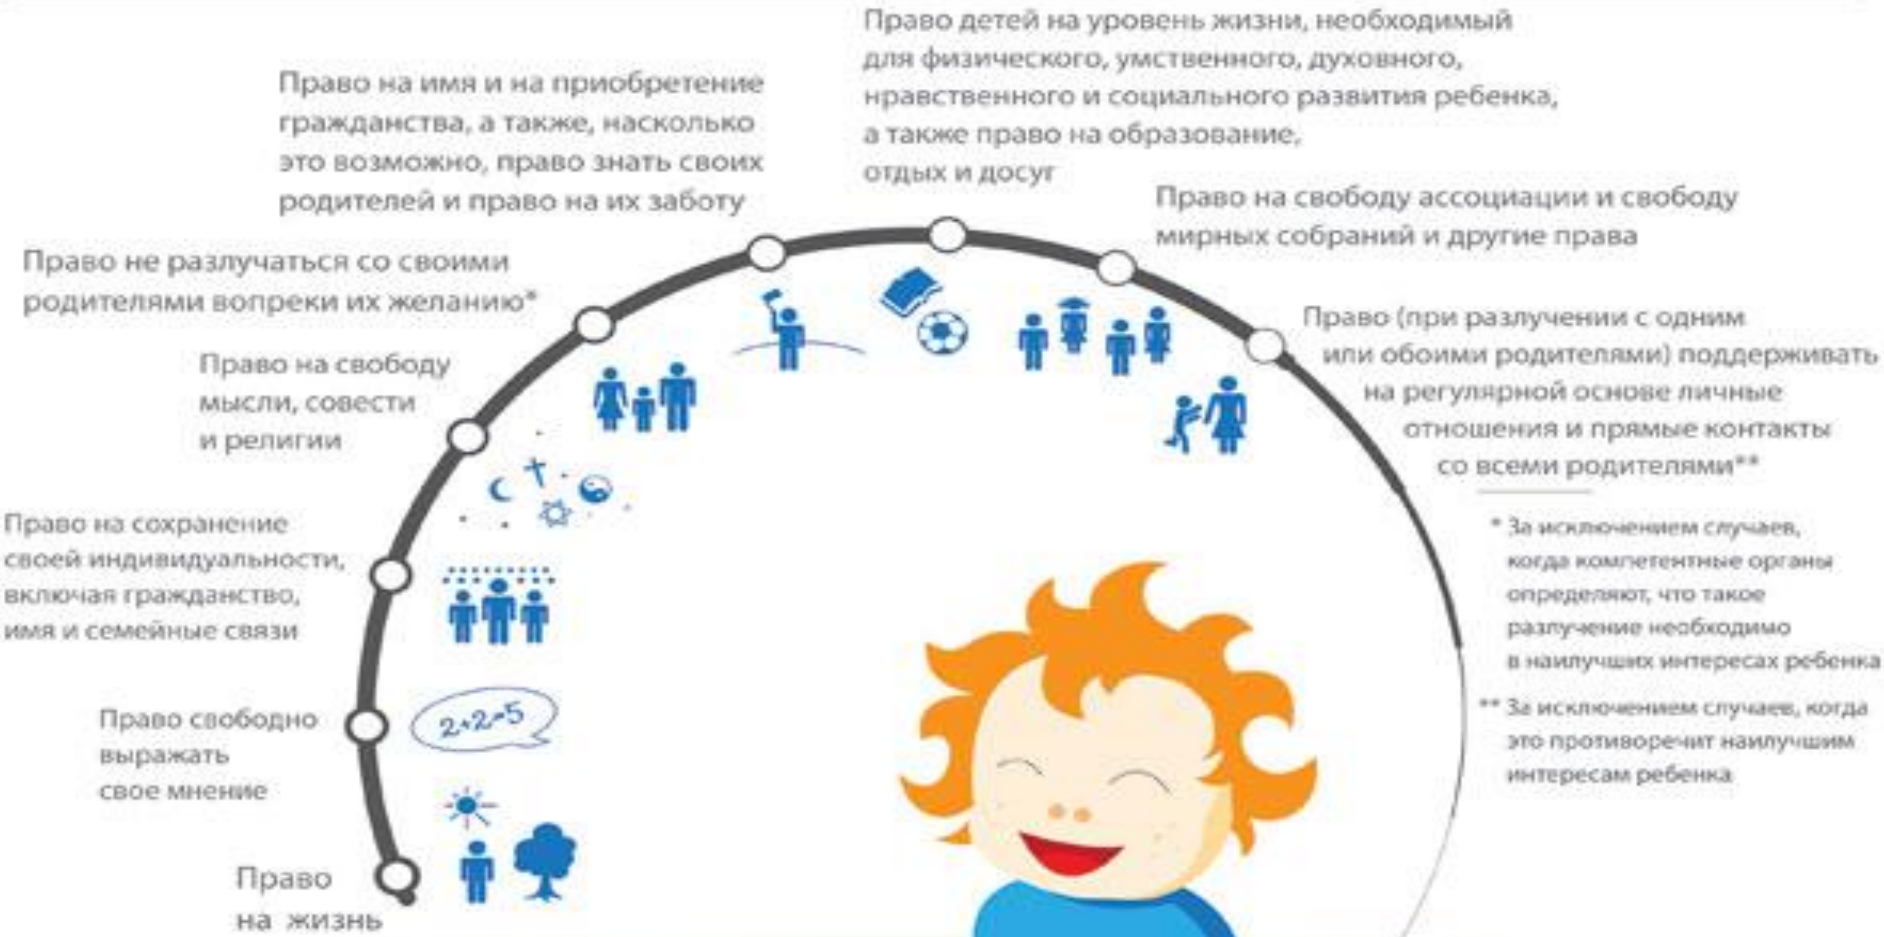 Право детей на уровень жизни, необходимый
для физического, умственного, духовного,
нравственного и социального развития ребенка,
а также право на образование,
отдых и досуг
Право на имя и на приобретение
гражданства, а также, насколько
это возможно, право знать своих
родителей и право на их заботу
Право на свободу ассоциации и свободу
мирных собраний и другие права
Право не разлучаться со своими
родителями вопреки их желанию*
Право (при разлучении с одним
или обоими родителями) поддерживать
на регулярной основе личные
отношения и прямые контакты
со всеми родителями**
Право на свободу
мысли, совести
и религии
Право на сохранение
своей индивидуальности,
включая гражданство,
имя и семейные связи
* За исключением случаев,
когда компетентные органы
определяют, что такое
разлучение необходимо
в наилучших интересах ребенка
** За исключением случаев, когда
это противоречит наилучшим
интересам ребенка
Право свободно
выражать
свое мнение
2+2=5
Право
на жизнь